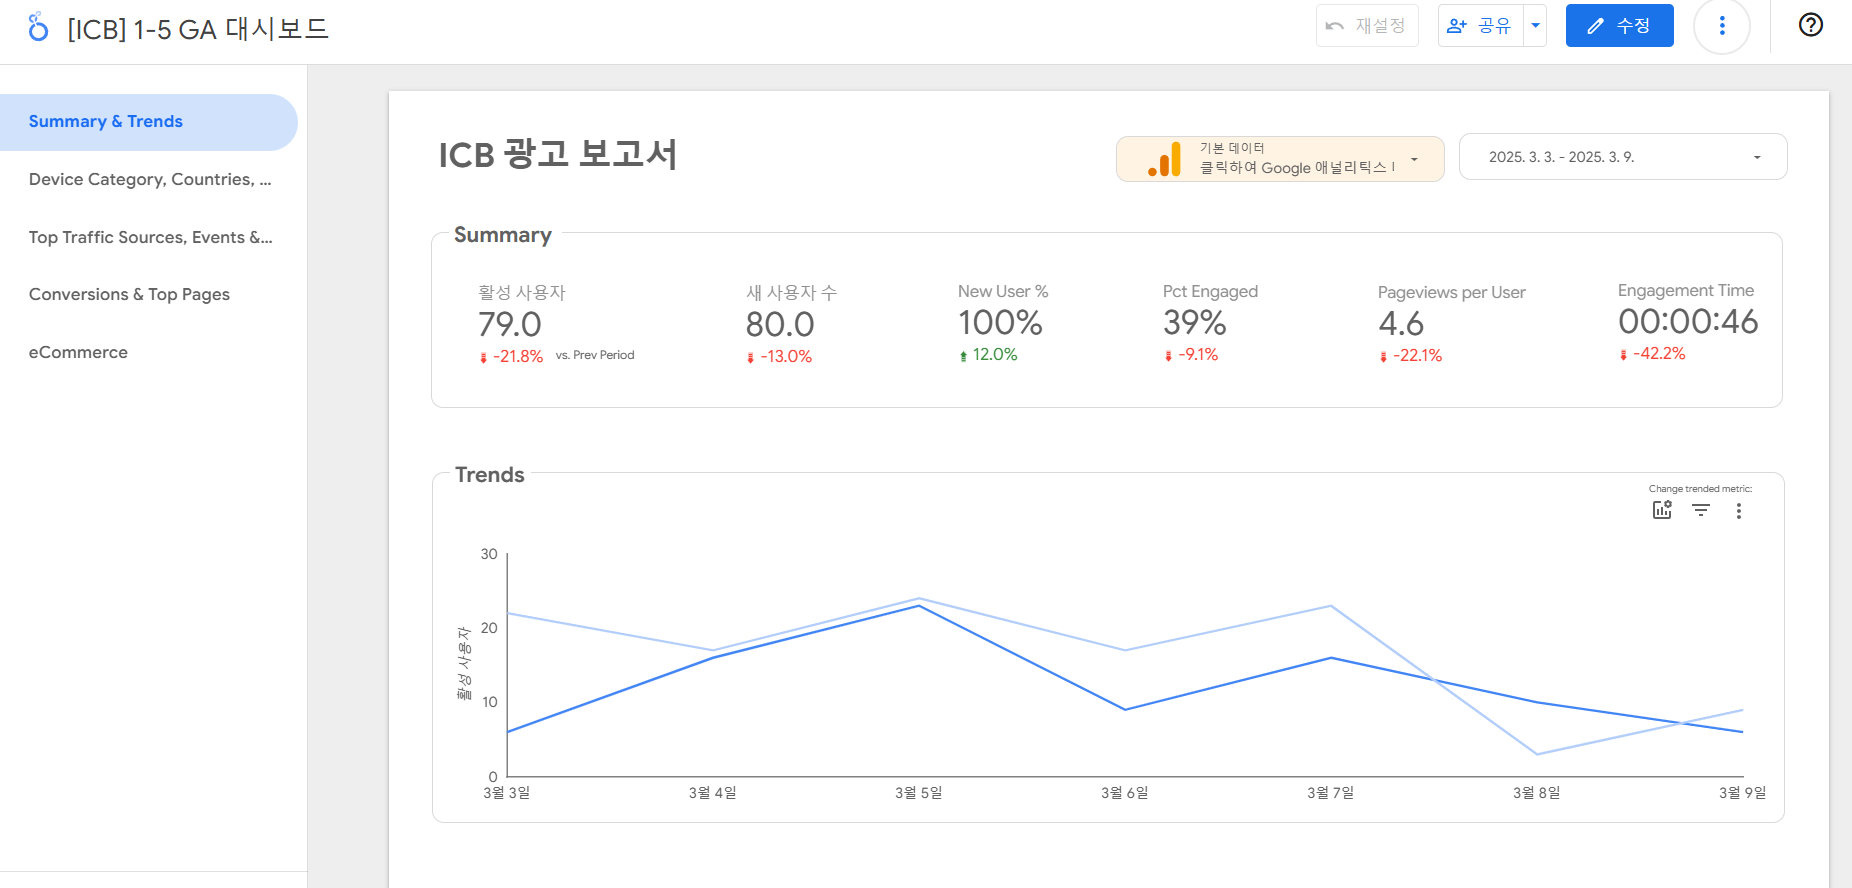 [ICB] 1-5 GA 대시보드
재설정
공유
수정
Summary & Trends
Device Category, Countries, ...
Top Traffic Sources, Events &...
Conversions & Top Pages
eCommerce
ICB 광고 보고서
기본 데이터
클릭하여 Google 애널리틱스
2025. 3. 3. - 2025. 3. 9.
Summary
활성 사용자
79.0
-21.8% vs. Prev Period
새 사용자 수
80.0
-13.0%
New User %
100%
12.0%
Pct Engaged
39%
-9.1%
Pageviews per User
4.6
-22.1%
Engagement Time
00:00:46
-42.2%
Trends
Change trended metric:
활성 사용자
30
20
10
0
3월 3일
3월 4일
3월 5일
3월 6일
3월 7일
3월 8일
3월 9일